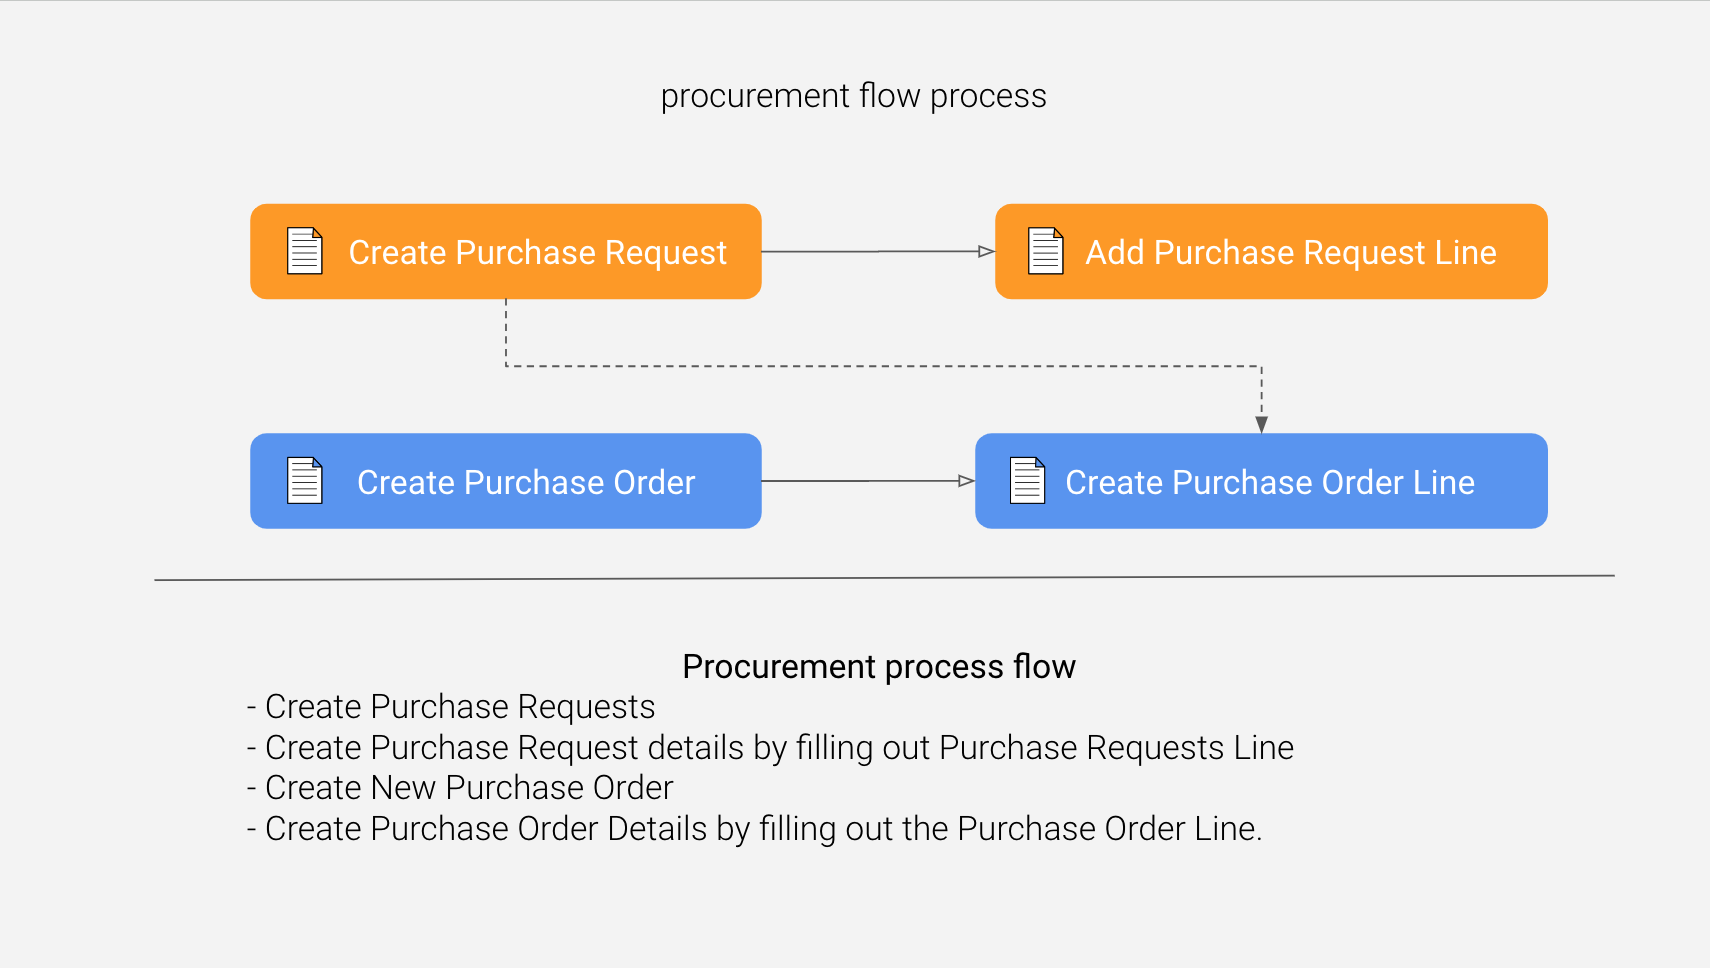 procurement flow process
Create Purchase Request
Add Purchase Request Line
Create Purchase Order
Create Purchase Order Line
Procurement process flow
- Create Purchase Requests
- Create Purchase Request details by filling out Purchase Requests Line
- Create New Purchase Order
- Create Purchase Order Details by filling out the Purchase Order Line.